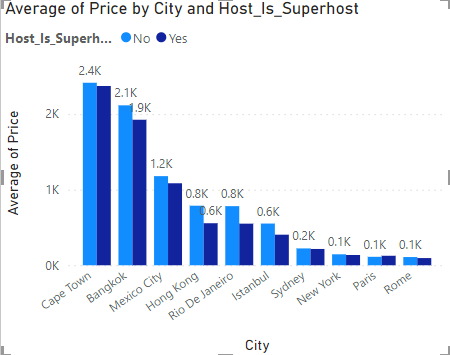 Average of Price by City and Host_Is_Superhost
Host_Is_Superh... No Yes
Average of Price
2K
1K
0K
2.4K
2.1K
1.9K
1.2K
0.8K
0.6K
0.8K
0.6K
0.2K
0.1K
0.1K
0.1K
Cape Town
Bangkok
Mexico City
Hong Kong
Rio De Janeiro
Istanbul
Sydney
New York
Paris
Rome
City